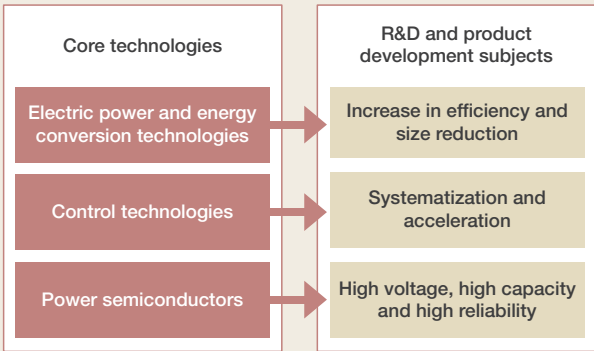 Core technologies
R&D and product
development subjects
Electric power and energy
conversion technologies
Increase in efficiency and
size reduction
Control technologies
Systematization and
acceleration
Power semiconductors
High voltage, high capacity
and high reliability